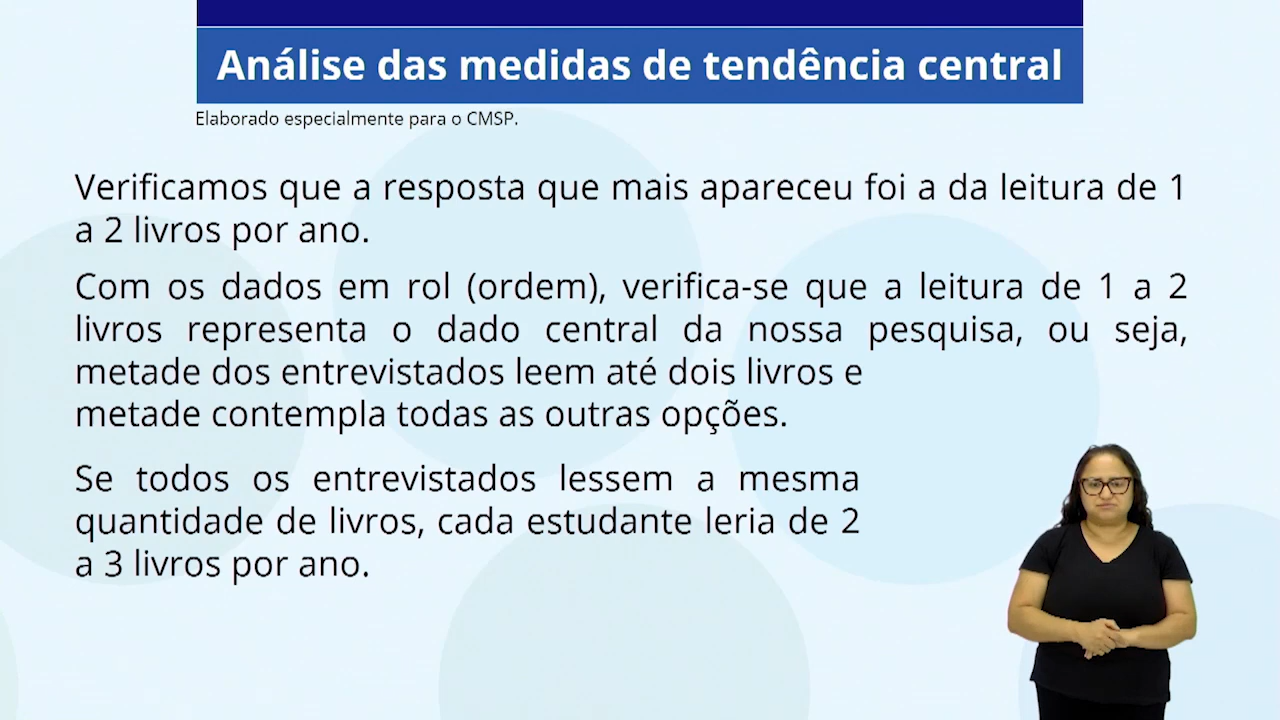 Análise das medidas de tendência central
Elaborado especialmente para o CMSP.
Verificamos que a resposta que mais apareceu foi a da leitura de 1
a 2 livros por ano.
Com os dados em rol (ordem), verifica-se que a leitura de 1 a 2
livros representa o dado central da nossa pesquisa, ou seja,
metade dos entrevistados leem até dois livros e
metade contempla todas as outras opções.
Se todos os entrevistados lessem a mesma
quantidade de livros, cada estudante leria de 2
a 3 livros por ano.